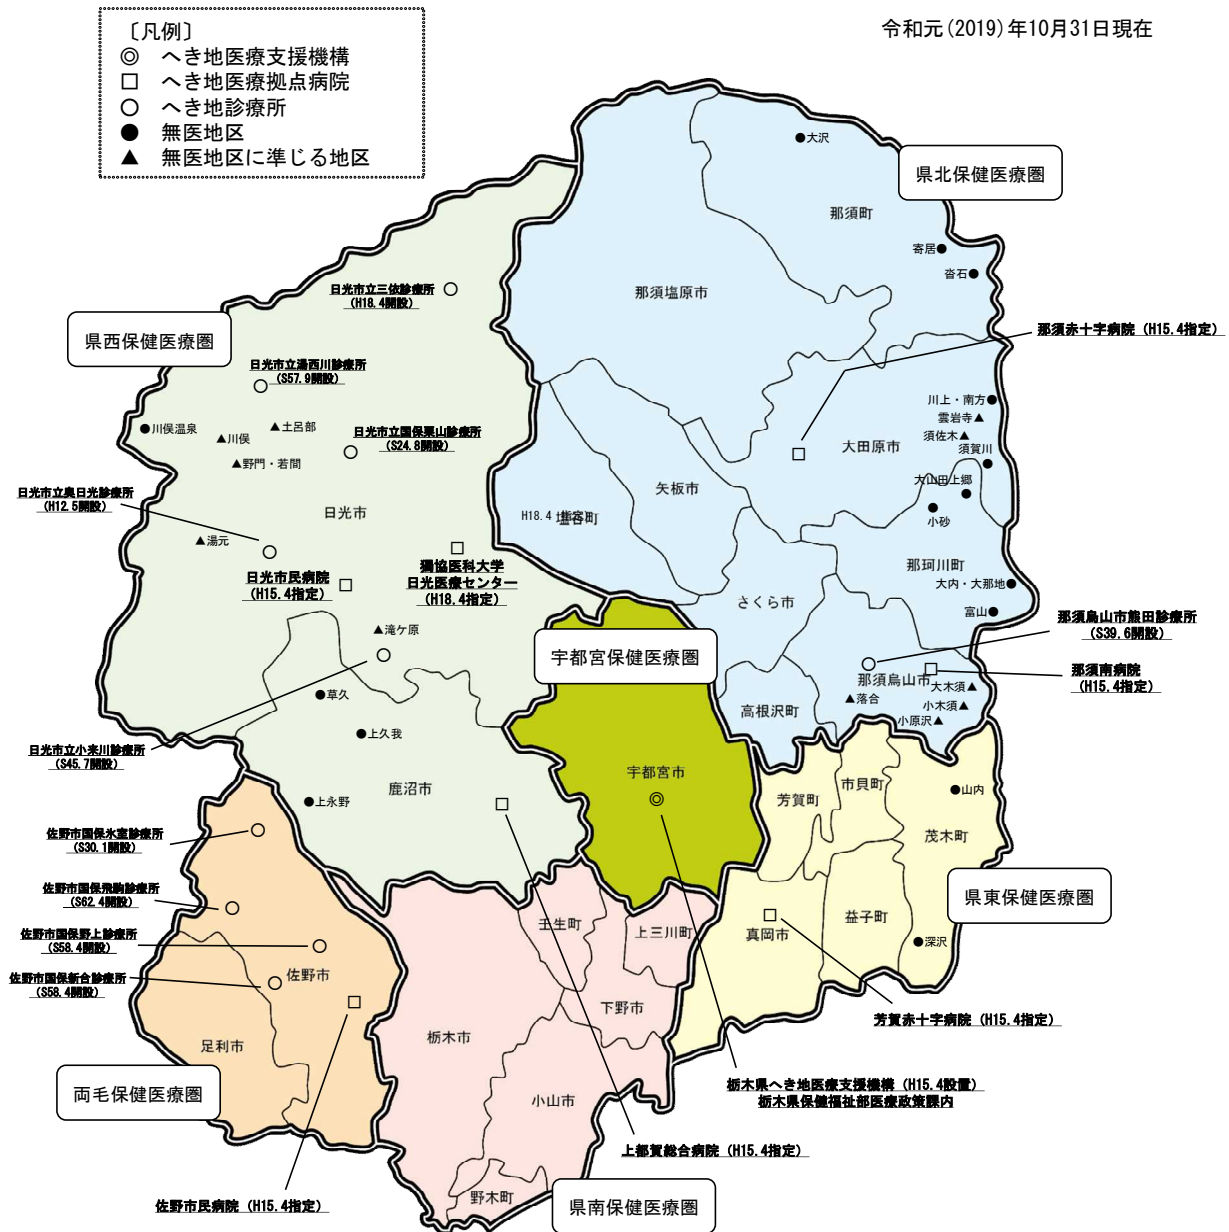 令和元(2019)年10月31日現在
〔凡例〕
◎ へき地医療支援機構
□ へき地医療拠点病院
○ へき地診療所
● 無医地区
▲ 無医地区に準じる地区
県北保健医療圏
●大沢
那須町
寄居●
沓石●
那須塩原市
那須赤十字病院 (H15.4指定)
川上・南方●
雲岩寺▲
須佐木▲
須賀川
大田原市
大山田上郷
小砂
矢板市
H18.4 指定)
塩谷町
那珂川町
大内・大那地
富山●
さくら市
那須烏山市熊田診療所
(S39.6開設)
那須南病院
(H15.4指定)
那須烏山市
大木須▲
▲落合
小木須▲
小原沢▲
高根沢町
県西保健医療圏
日光市立三依診療所
(H18.4開設)
日光市立湯西川診療所
(S57.9開設)
●川俣温泉
▲川俣
▲土呂部
▲野門・若間
日光市立国保栗山診療所
(S24.8開設)
日光市立奥日光診療所
(H12.5開設)
日光市
▲湯元
日光市民病院
(H15.4指定)
獨協医科大学
日光医療センター
(H18.4指定)
▲滝ケ原
●草久
●上久我
日光市立小来川診療所
(S45.7開設)
鹿沼市
●上永野
宇都宮保健医療圏
宇都宮市
芳賀町
市貝町
●山内
茂木町
県東保健医療圏
益子町
真岡市
●深沢
芳賀赤十字病院 (H15.4指定)
佐野市国保氷室診療所
(S30.1開設)
佐野市国保飛駒診療所
(S62.4開設)
佐野市国保野上診療所
(S58.4開設)
佐野市国保新合診療所
(S58.4開設)
佐野市
足利市
両毛保健医療圏
佐野市民病院 (H15.4指定)
壬生町
上三川町
下野市
栃木市
小山市
野木町
県南保健医療圏
栃木県へき地医療支援機構 (H15.4設置)
栃木県保健福祉部医療政策課内
上都賀総合病院 (H15.4指定)